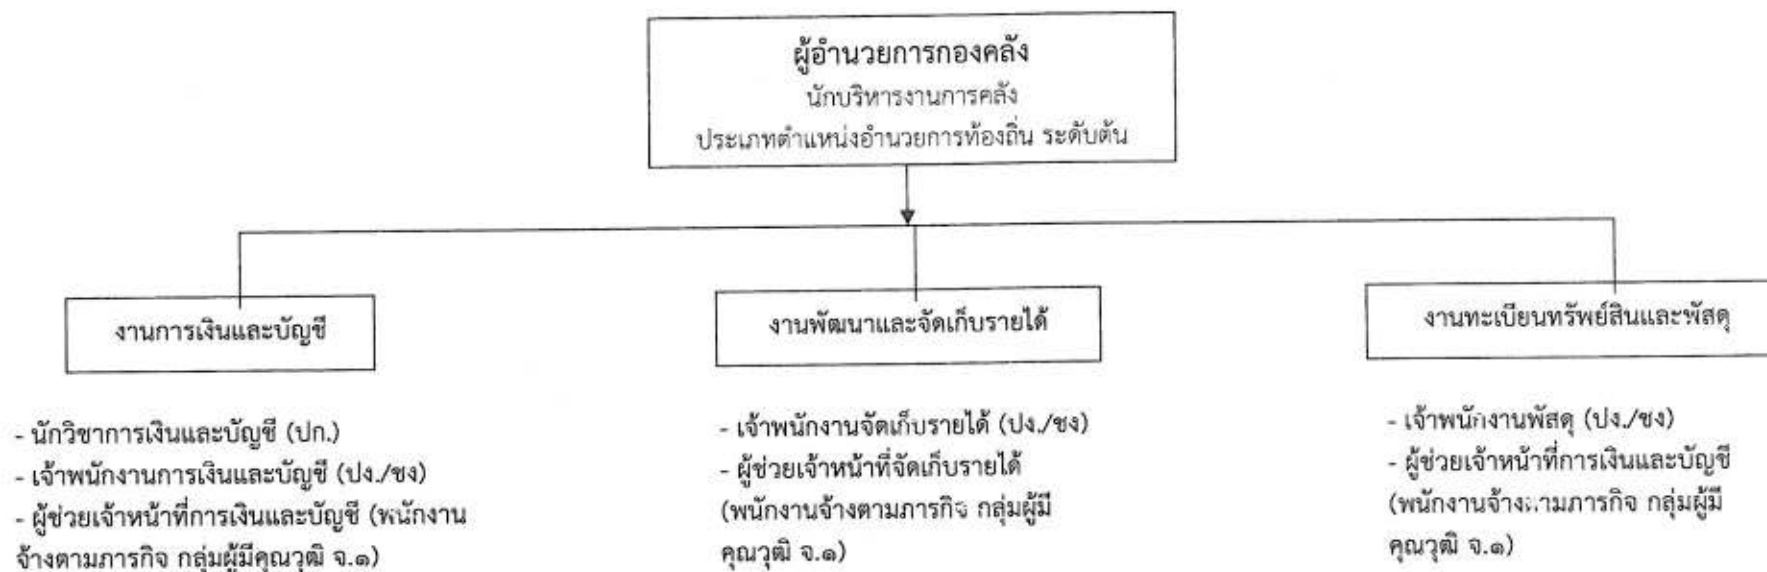 ผู้อำนวยการกองคลัง
นักบริหารงานการคลัง
ประเภทตำแหน่งอำนวยการท้องถิ่น ระดับต้น
งานการเงินและบัญชี
- นักวิชาการเงินและบัญชี (ปก.)
- เจ้าพนักงานการเงินและบัญชี (ปง./ชง)
- ผู้ช่วยเจ้าหน้าที่การเงินและบัญชี (พนักงาน
จ้างตามภารกิจ กลุ่มผู้มีคุณวุฒิ จ.๑)
งานพัฒนาและจัดเก็บรายได้
- เจ้าพนักงานจัดเก็บรายได้ (ปง./ชง)
- ผู้ช่วยเจ้าหน้าที่จัดเก็บรายได้
(พนักงานจ้างตามภารกิจ กลุ่มผู้มี
คุณวุฒิ จ.๑)
งานทะเบียนทรัพย์สินและพัสดุ
- เจ้าพนักงานพัสดุ (ปง./ชง)
- ผู้ช่วยเจ้าหน้าที่การเงินและบัญชี
(พนักงานจ้างตามภารกิจ กลุ่มผู้มี
คุณวุฒิ จ.๑)